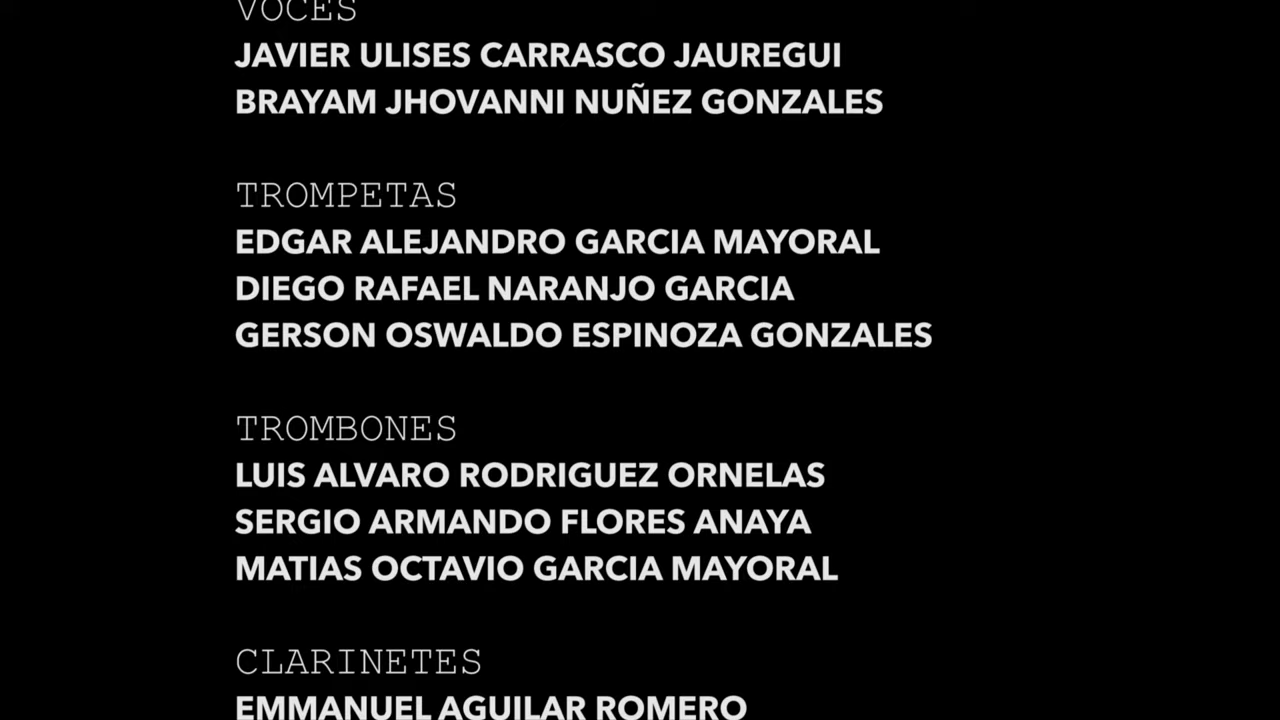 VOCES
JAVIER ULISES CARRASCO JAUREGUI
BRAYAM JHOVANNI NUÑEZ GONZALES
TROMPETAS
EDGAR ALEJANDRO GARCIA MAYORAL
DIEGO RAFAEL NARANJO GARCIA
GERSON OSWALDO ESPINOZA GONZALES
TROMBONES
LUIS ALVARO RODRIGUEZ ORNELAS
SERGIO ARMANDO FLORES ANAYA
MATIAS OCTAVIO GARCIA MAYORAL
CLARINETES
EMMANUEL AGUILAR ROMERO